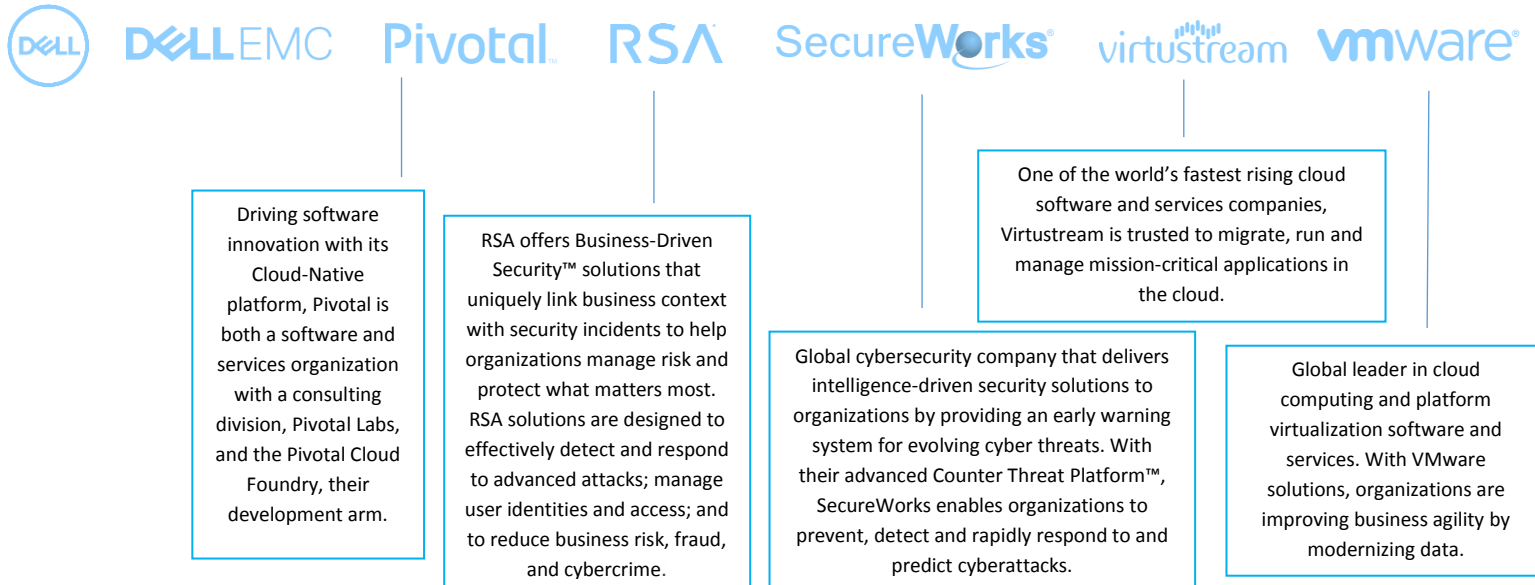 DELL
DELLEMC
Pivotal™
RSA
SecureWorks®
virtustream
vmware®
Driving software
innovation with its
Cloud-Native
platform, Pivotal is
both a software and
services organization
with a consulting
division, Pivotal Labs,
and the Pivotal Cloud
Foundry, their
development arm.
RSA offers Business-Driven
Security™ solutions that
uniquely link business context
with security incidents to help
organizations manage risk and
protect what matters most.
RSA solutions are designed to
effectively detect and respond
to advanced attacks; manage
user identities and access; and
to reduce business risk, fraud,
and cybercrime.
Global cybersecurity company that delivers
intelligence-driven security solutions to
organizations by providing an early warning
system for evolving cyber threats. With
their advanced Counter Threat Platform™,
SecureWorks enables organizations to
prevent, detect and rapidly respond to and
predict cyberattacks.
One of the world’s fastest rising cloud
software and services companies,
Virtustream is trusted to migrate, run and
manage mission-critical applications in
the cloud.
Global leader in cloud
computing and platform
virtualization software and
services. With VMware
solutions, organizations are
improving business agility by
modernizing data.